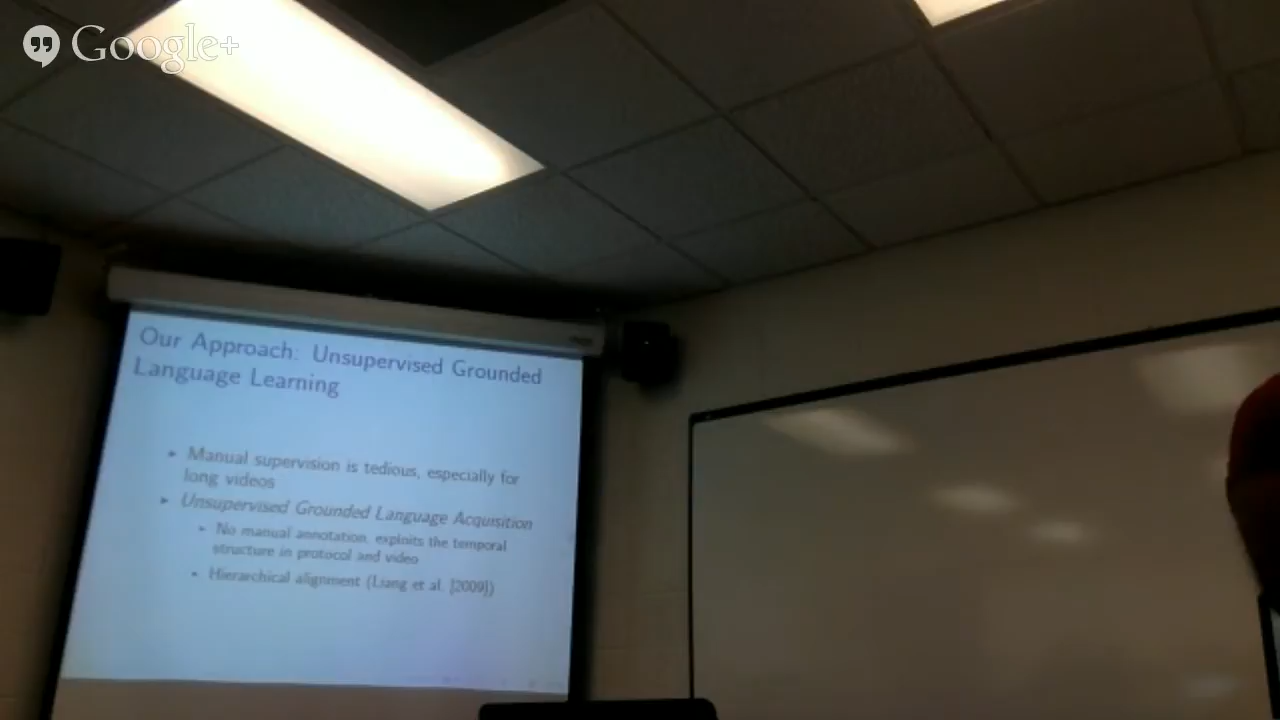 Google+
Our Approach: Unsupervised Grounded
Language Learning
▸ Manual supervision is tedious, especially for
long videos
▸ Unsupervised Grounded Language Acquisition
▸ No manual annotation, exploits the temporal
structure in protocol and video
▸ Hierarchical alignment (Liang et al. [2009])